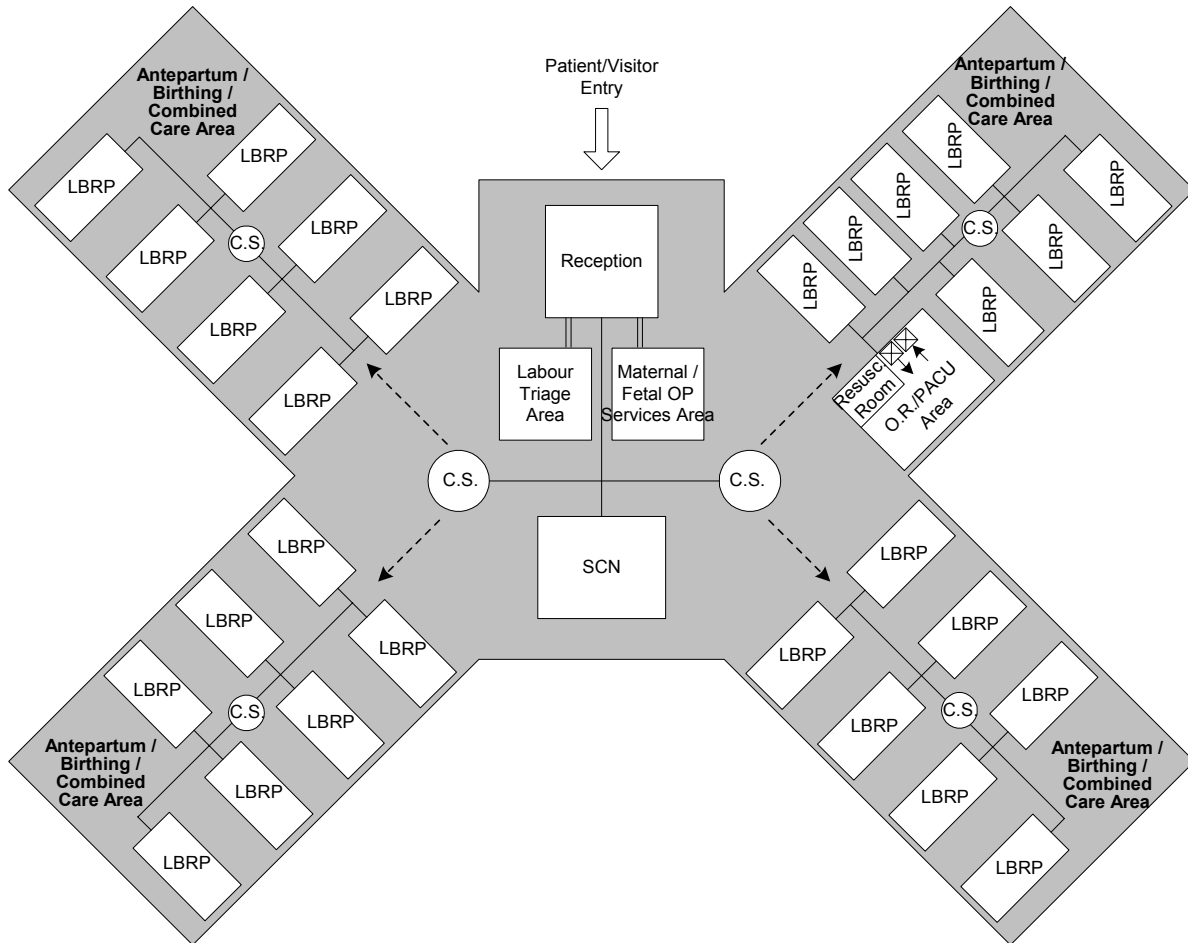 Patient/Visitor
Entry
Antepartum /
Birthing /
Combined
Care Area
LBRP
LBRP
LBRP
LBRP
LBRP
LBRP
LBRP
C.S.
Antepartum /
Birthing /
Combined
Care Area
LBRP
LBRP
LBRP
LBRP
LBRP
LBRP
LBRP
C.S.
Resusc.
Room
O.R./PACU
Area
Reception
Labour
Triage
Area
Maternal /
Fetal OP
Services Area
C.S.
C.S.
SCN
LBRP
LBRP
LBRP
LBRP
LBRP
LBRP
LBRP
C.S.
Antepartum /
Birthing /
Combined
Care Area
LBRP
LBRP
LBRP
LBRP
LBRP
LBRP
LBRP
C.S.
Antepartum /
Birthing /
Combined
Care Area